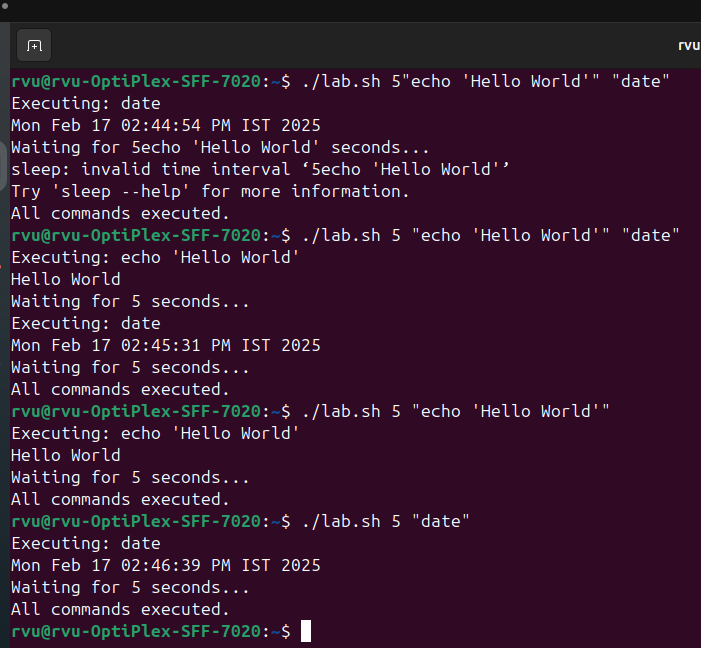 rvu
rvu@rvu-OptiPlex-SFF-7020:~$ ./lab.sh 5"echo 'Hello World'" "date"
Executing: date
Mon Feb 17 02:44:54 PM IST 2025
Waiting for 5echo 'Hello World' seconds...
sleep: invalid time interval ‘5echo 'Hello World'’
Try 'sleep --help' for more information.
All commands executed.
rvu@rvu-OptiPlex-SFF-7020:~$ ./lab.sh 5 "echo 'Hello World'" "date"
Executing: echo 'Hello World'
Hello World
Waiting for 5 seconds...
Executing: date
Mon Feb 17 02:45:31 PM IST 2025
Waiting for 5 seconds...
All commands executed.
rvu@rvu-OptiPlex-SFF-7020:~$ ./lab.sh 5 "echo 'Hello World'"
Executing: echo 'Hello World'
Hello World
Waiting for 5 seconds...
All commands executed.
rvu@rvu-OptiPlex-SFF-7020:~$ ./lab.sh 5 "date"
Executing: date
Mon Feb 17 02:46:39 PM IST 2025
Waiting for 5 seconds...
All commands executed.
rvu@rvu-OptiPlex-SFF-7020:~$